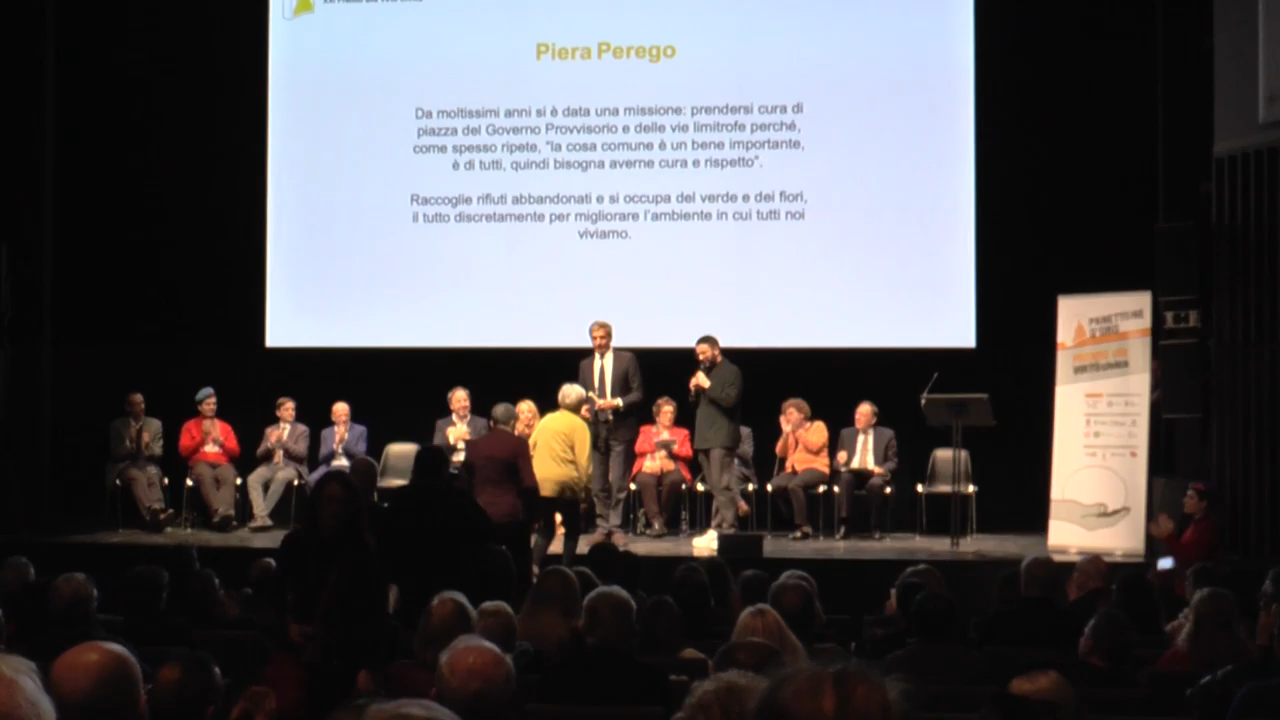 Piera Perego
Da moltissimi anni si è data una missione: prendersi cura di
piazza del Governo Provvisorio e delle vie limitrofe perché,
come spesso ripete, "la cosa comune è un bene importante,
è di tutti, quindi bisogna averne cura e rispetto".
Raccoglie rifiuti abbandonati e si occupa del verde e dei fiori,
il tutto discretamente per migliorare l'ambiente in cui tutti noi
viviamo.
PANETTONE
D'ORO